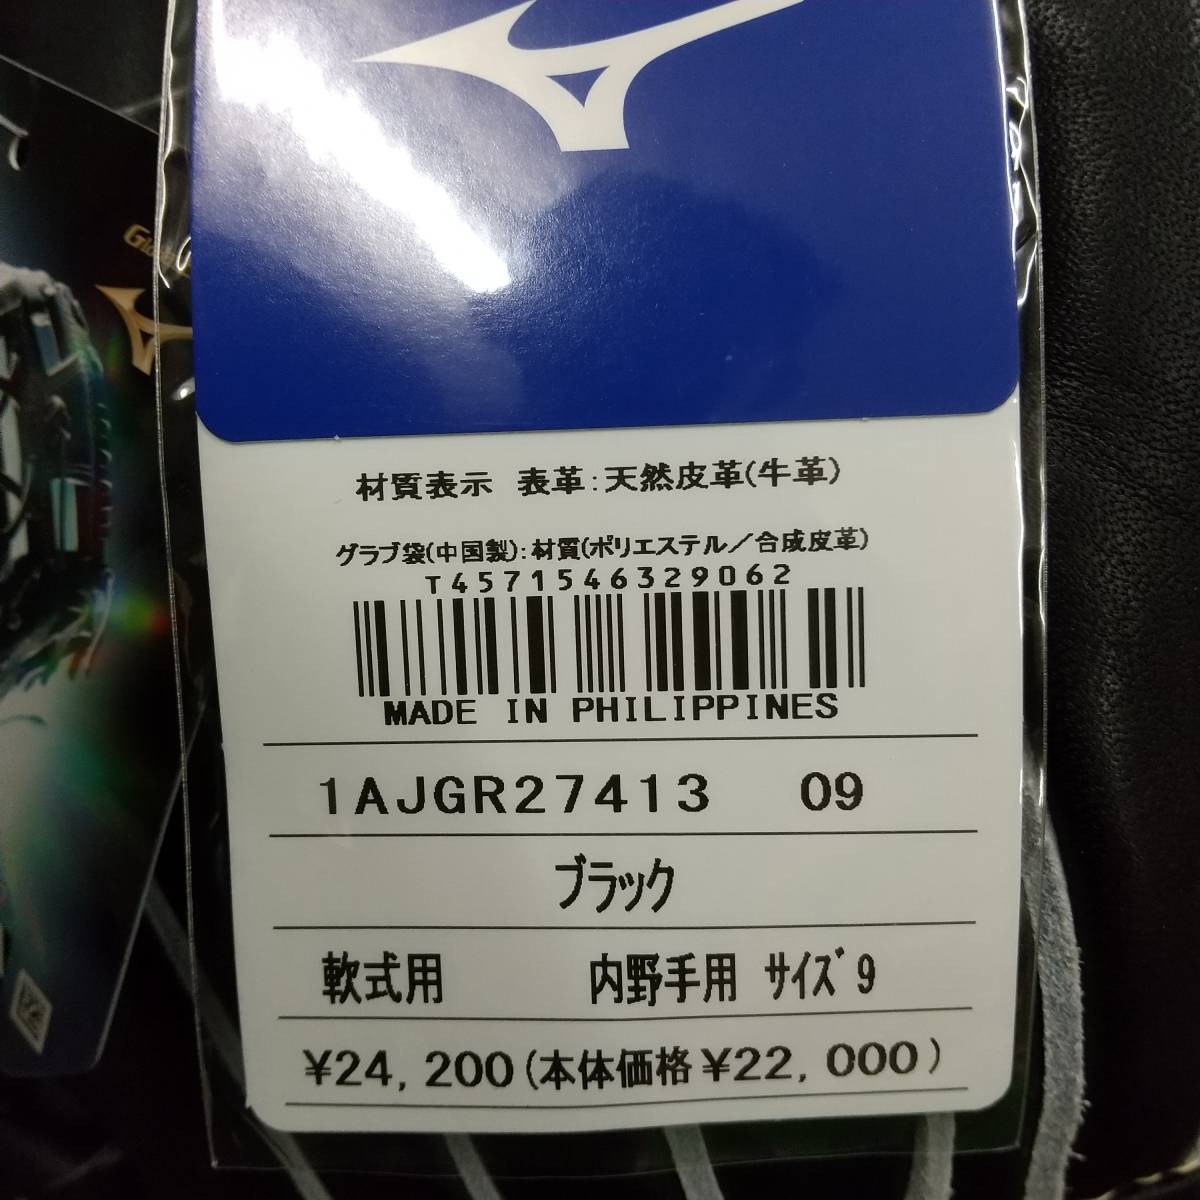 材質表示 表革:天然皮革(牛革)
グラブ袋(中国製):材質(ポリエステル/合成皮革)
T4571546329062
MADE IN PHILIPPINES
1AJGR27413 09
ブラック
軟式用 内野手用 サイズ9
¥24,200(本体価格¥22,000)